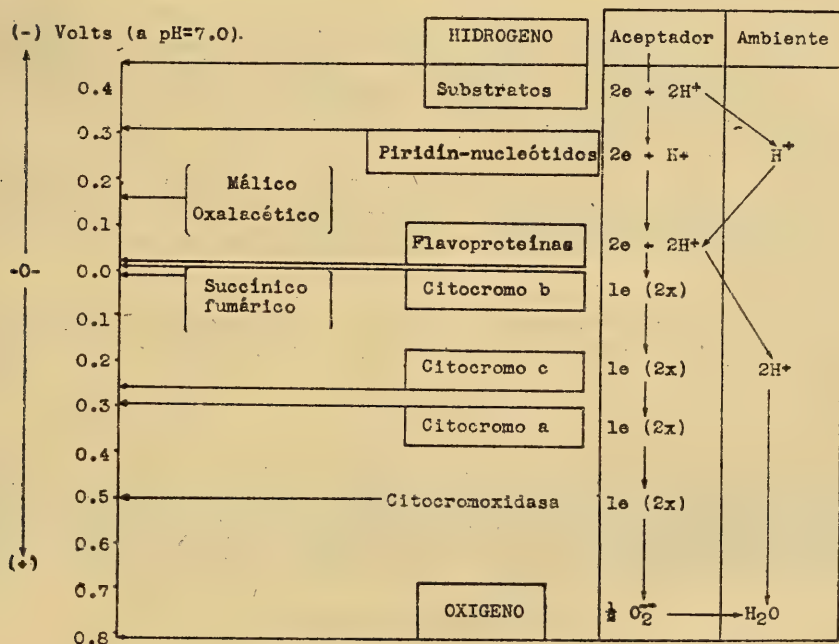 (-) Volts (a pH=7.0).
HIDROGENO
Aceptador
Ambiente
0.4
Substratos
2e + 2H+
0.3
Piridín-nucleótidos
2e + H+
H+
0.2
Málico
Oxalacético
0.1
Flavoproteínas
2e + 2H+
-0-
0.0
Succínico
fumárico
Citocromo b
1e (2x)
0.1
0.2
Citocromo c
1e (2x)
2H+
0.3
Citocromo a
1e (2x)
0.4
0.5
Citocromoxidasa
1e (2x)
0.6
(+)
0.7
OXIGENO
½ O2=
H2O
0.8